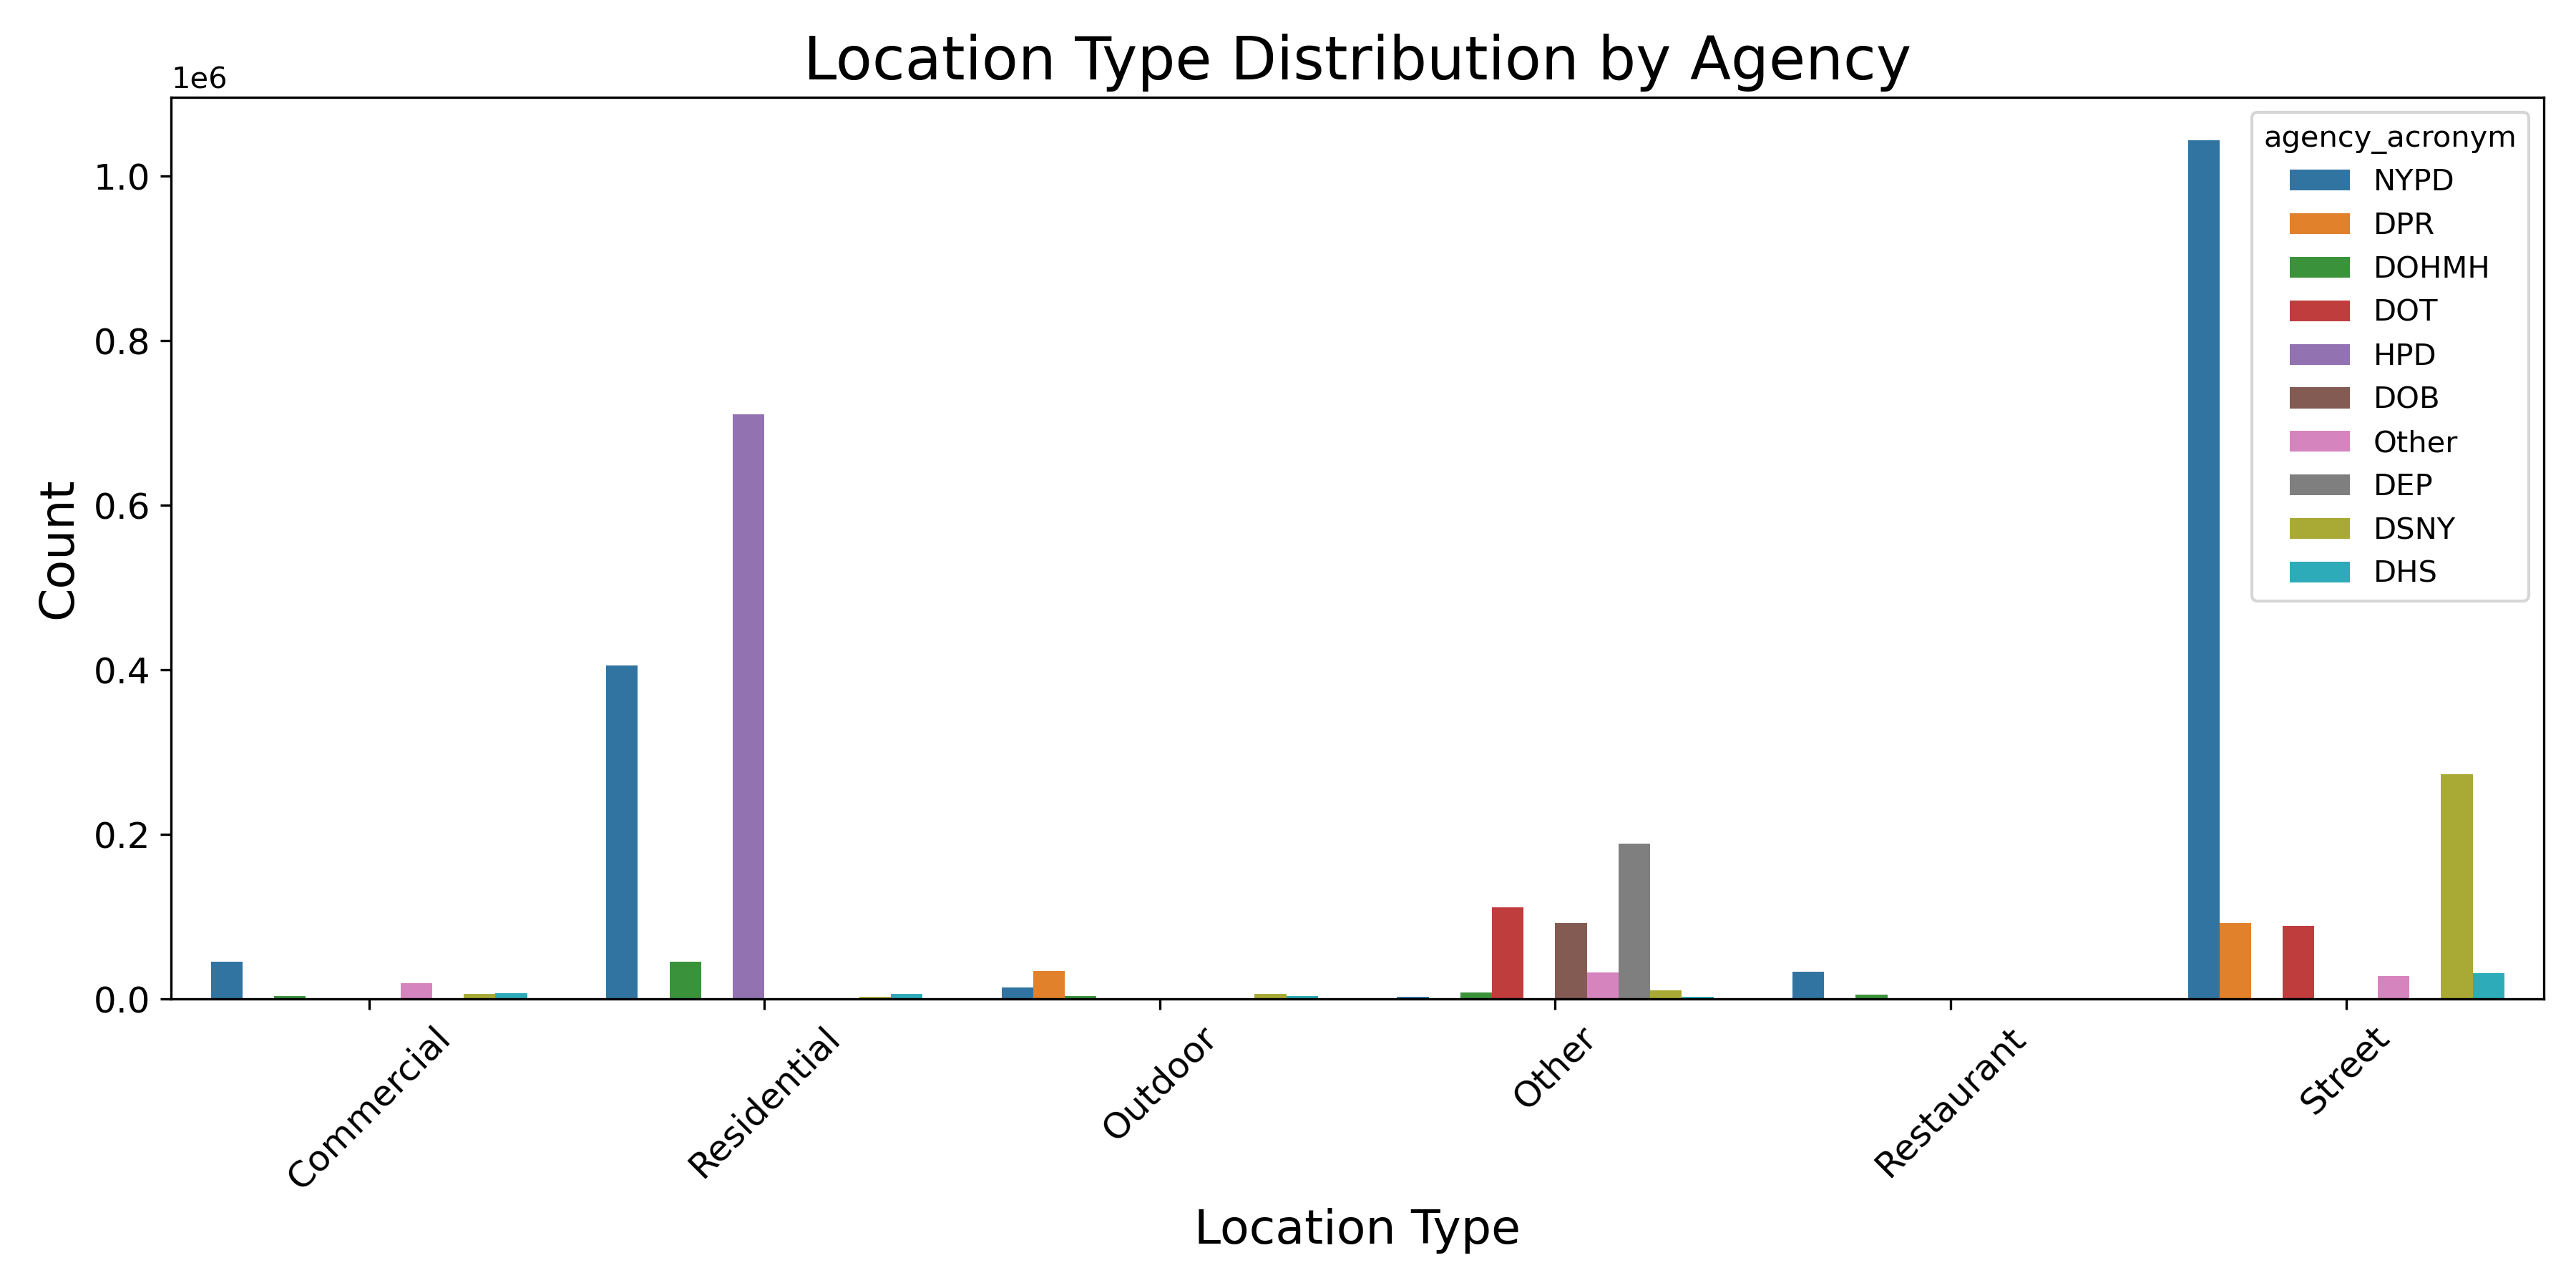 Location Type Distribution by Agency
1e6
1.0
0.8
0.6
0.4
0.2
0.0
Count
agency_acronym
NYPD
DPR
DOHMH
DOT
HPD
DOB
Other
DEP
DSNY
DHS
Commercial
Residential
Outdoor
Other
Restaurant
Street
Location Type